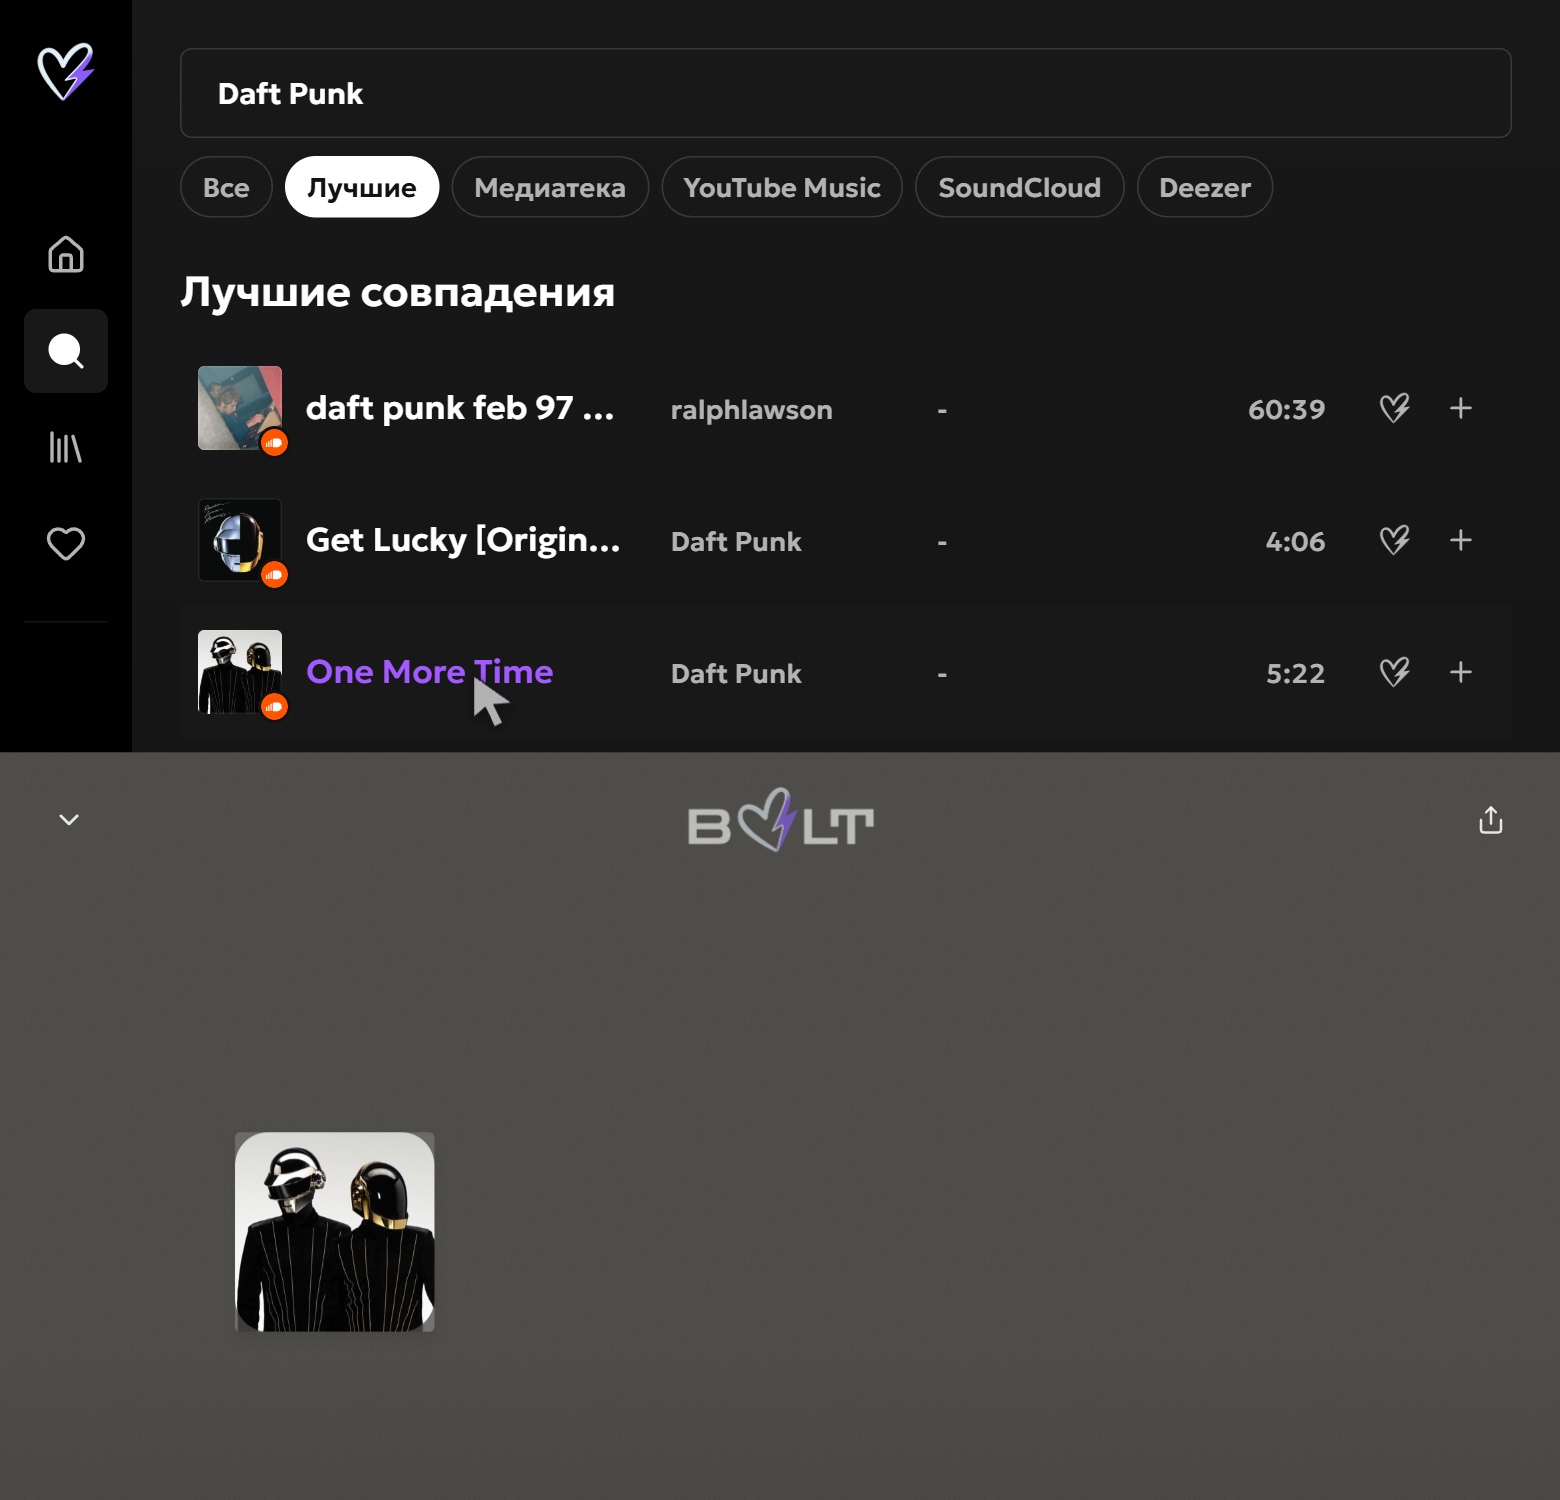 Daft Punk
Все Лучшие Медиатека YouTube Music SoundCloud Deezer
Лучшие совпадения
daft punk feb 97 ... ralphlawson - 60:39
Get Lucky [Origin... Daft Punk - 4:06
One More Time Daft Punk - 5:22
BOLT